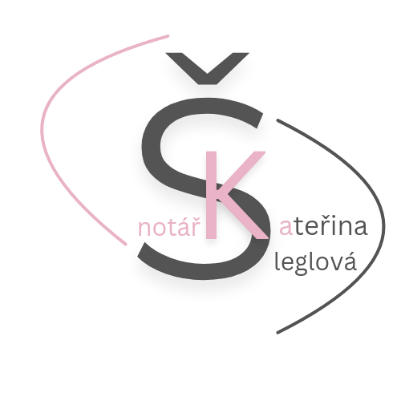 Š
notář Kateřina
leglová